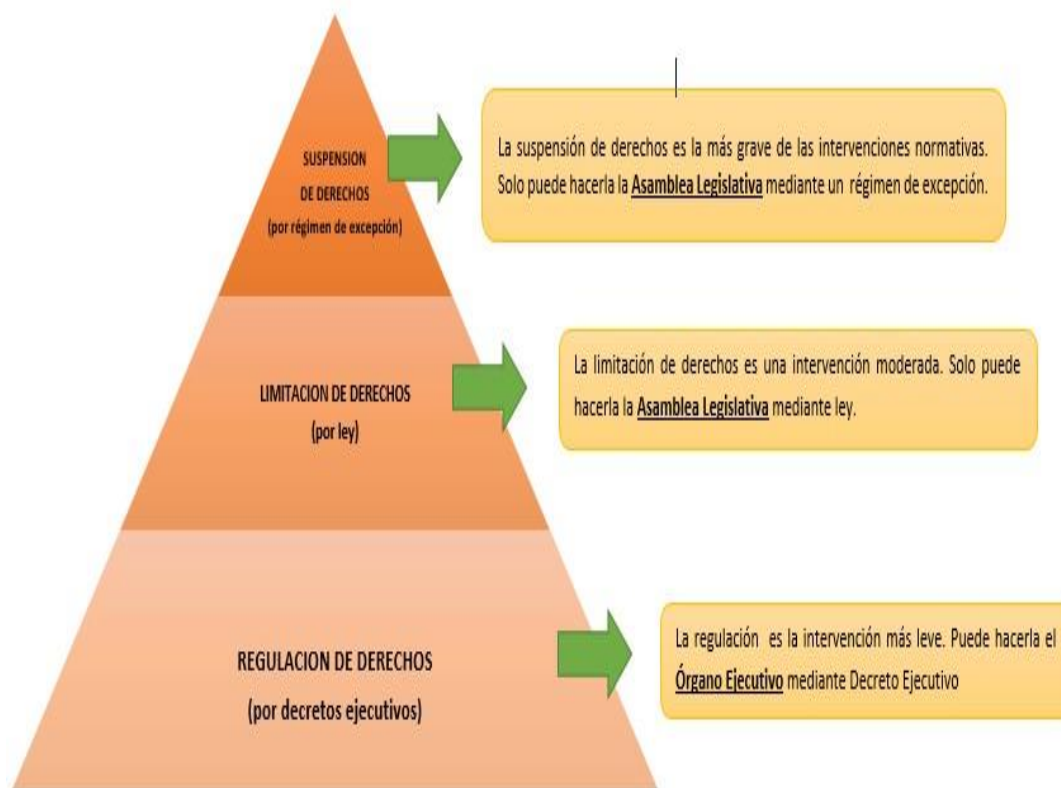 SUSPENSION
DE DERECHOS
(por régimen de excepción)
La suspensión de derechos es la más grave de las intervenciones normativas.
Solo puede hacerla la Asamblea Legislativa mediante un régimen de excepción.
LIMITACION DE DERECHOS
(por ley)
La limitación de derechos es una intervención moderada. Solo puede
hacerla la Asamblea Legislativa mediante ley.
REGULACION DE DERECHOS
(por decretos ejecutivos)
La regulación es la intervención más leve. Puede hacerla el
Órgano Ejecutivo mediante Decreto Ejecutivo